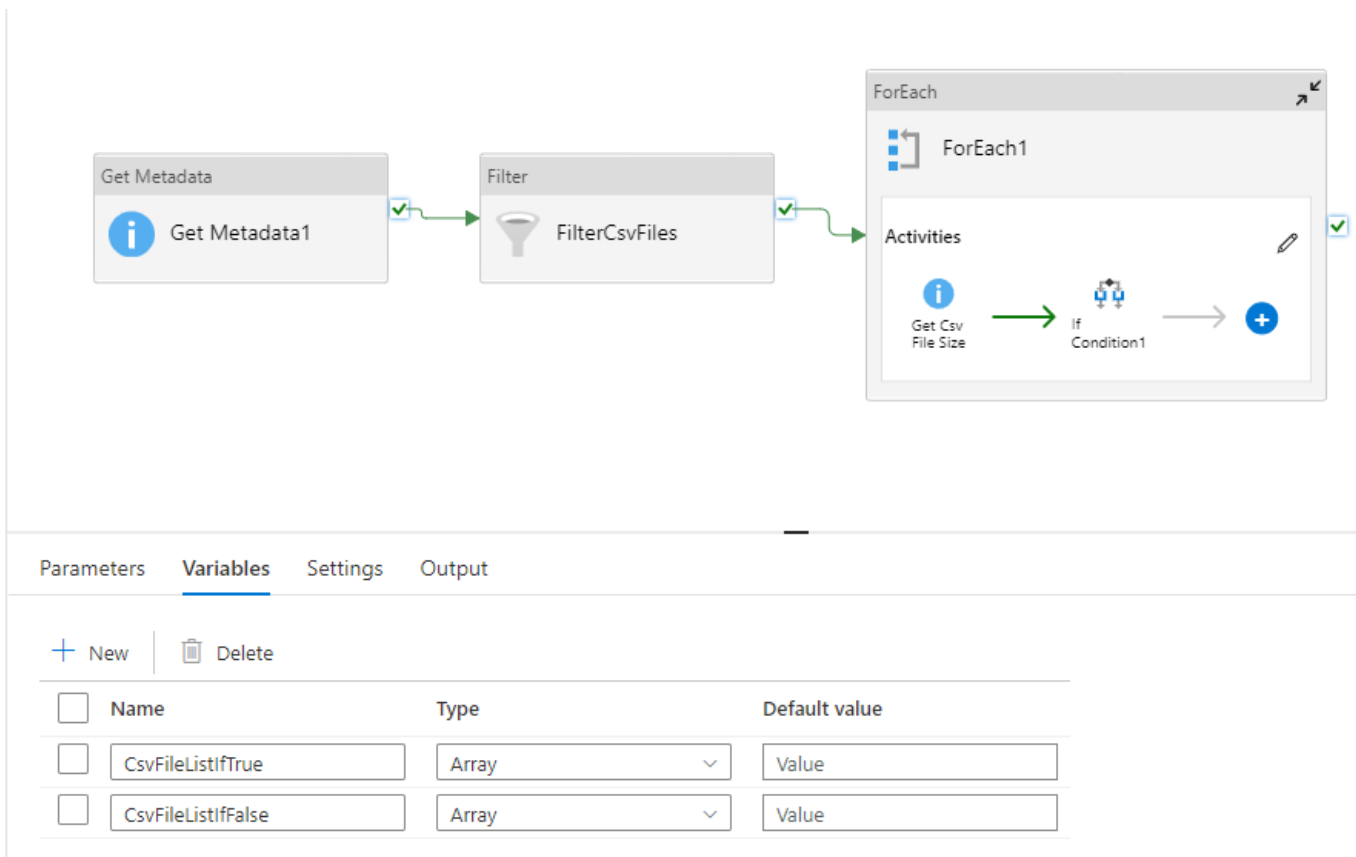 ForEach
ForEach1
Get Metadata
Get Metadata1
Filter
FilterCsvFiles
Activities
Get Csv
File Size
If
Condition1
Parameters Variables Settings Output
New Delete
Name Type Default value
CsvFileListIfTrue Array Value
CsvFileListIfFalse Array Value